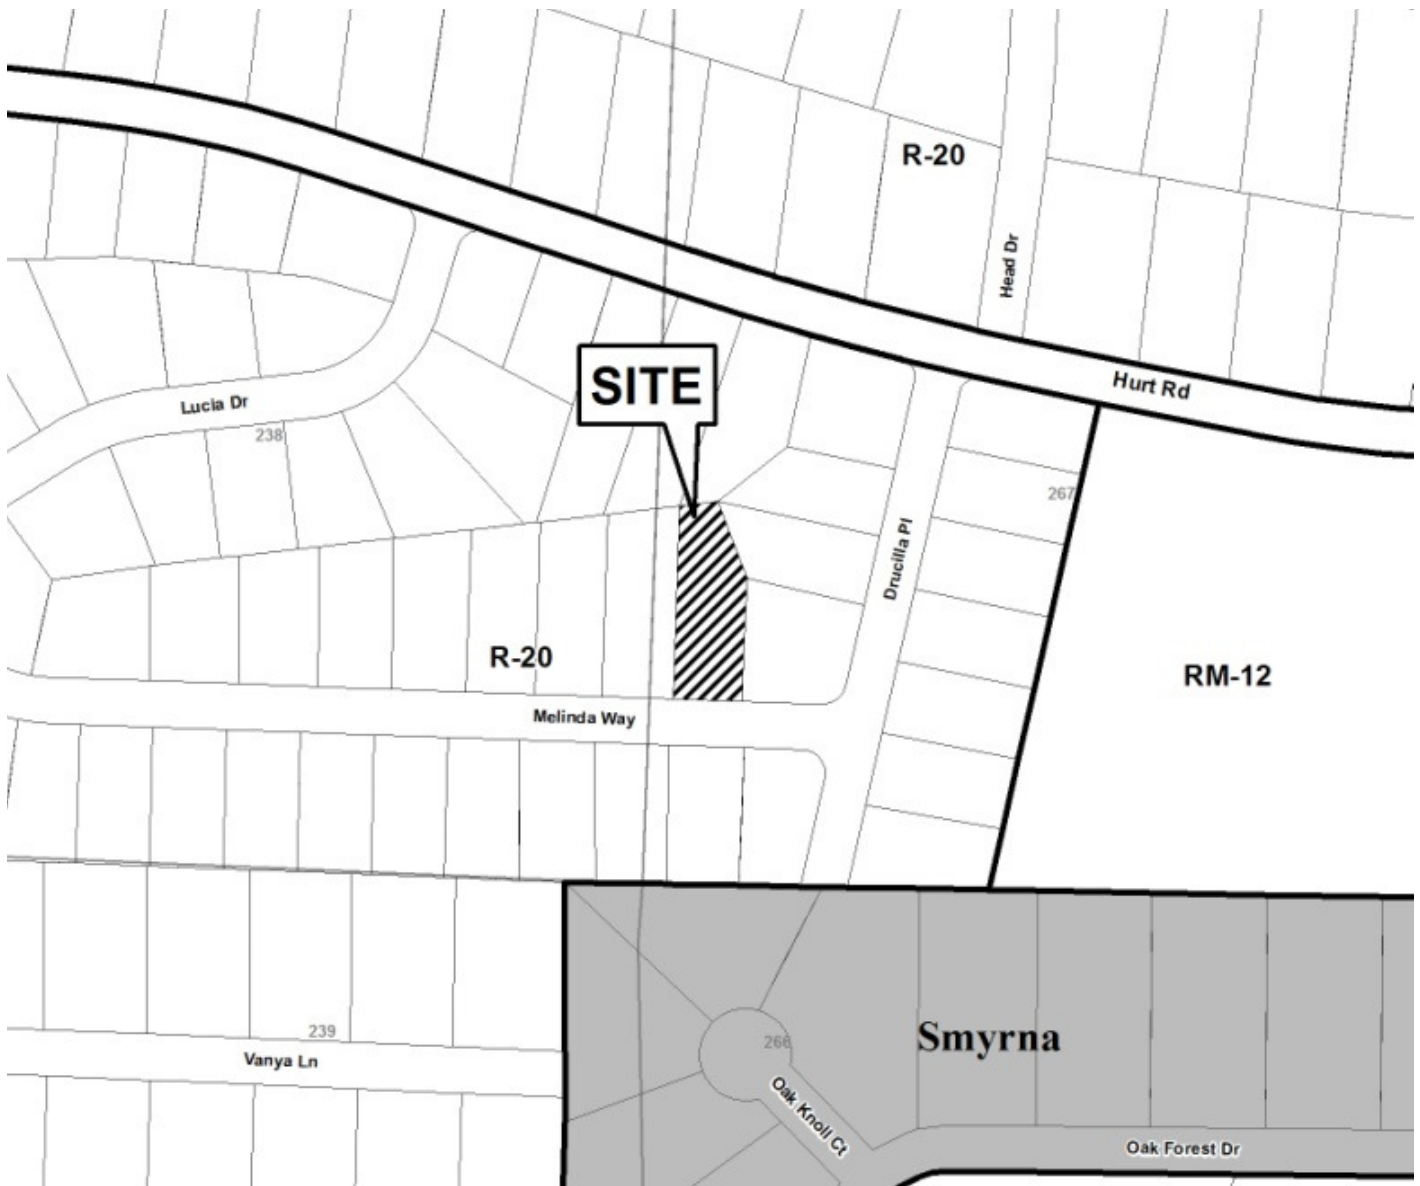 R-20
Head Dr
Hurt Rd
SITE
Lucia Dr
238
267
Drucilla Pl
R-20
RM-12
Melinda Way
239
Vanya Ln
266
Smyrna
Oak Knoll Ct
Oak Forest Dr